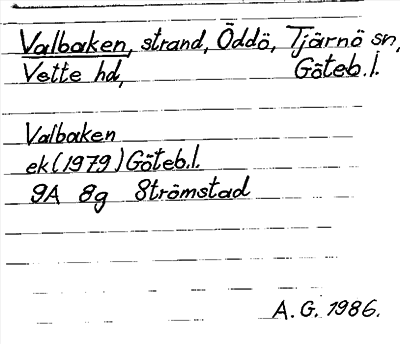 Valbaken, strand, Öddö, Tjärnö sn,
Vette hd, Göteb.l.
Valbaken
ek (1979) Göteb.l.
9A 8g Strömstad
A.G. 1986.